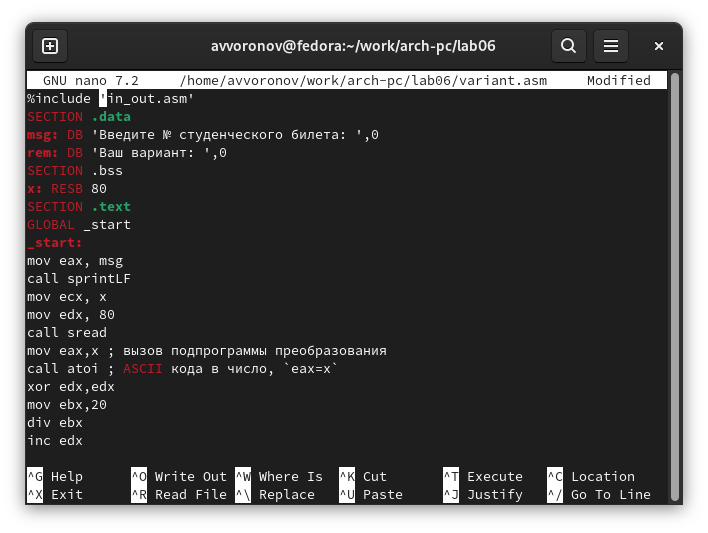 avvoronov@fedora:~/work/arch-pc/lab06
GNU nano 7.2 /home/avvoronov/work/arch-pc/lab06/variant.asm Modified
%include 'in_out.asm'
SECTION .data
msg: DB 'Введите № студенческого билета: ',0
rem: DB 'Ваш вариант: ',0
SECTION .bss
x: RESB 80
SECTION .text
GLOBAL _start
_start:
mov eax, msg
call sprintLF
mov ecx, x
mov edx, 80
call sread
mov eax,x ; вызов подпрограммы преобразования
call atoi ; ASCII кода в число, `eax=x`
xor edx,edx
mov ebx,20
div ebx
inc edx
^G Help ^O Write Out ^W Where Is ^K Cut ^T Execute ^C Location
^X Exit ^R Read File ^\ Replace ^U Paste ^J Justify ^/ Go To Line